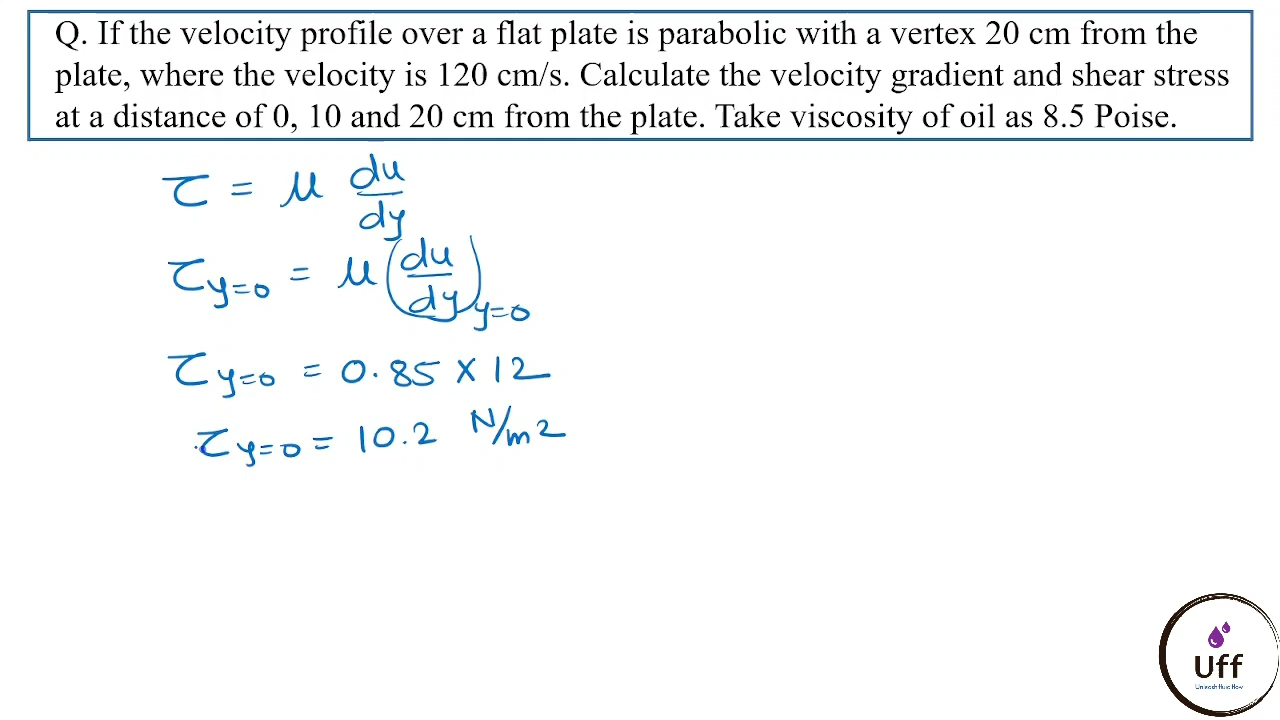 Q. If the velocity profile over a flat plate is parabolic with a vertex 20 cm from the
plate, where the velocity is 120 cm/s. Calculate the velocity gradient and shear stress
at a distance of 0, 10 and 20 cm from the plate. Take viscosity of oil as 8.5 Poise.
τ = μ du/dy
τ y=0 = μ (du/dy) y=0
τ y=0 = 0.85 × 12
τ y=0 = 10.2 N/m2
Uff